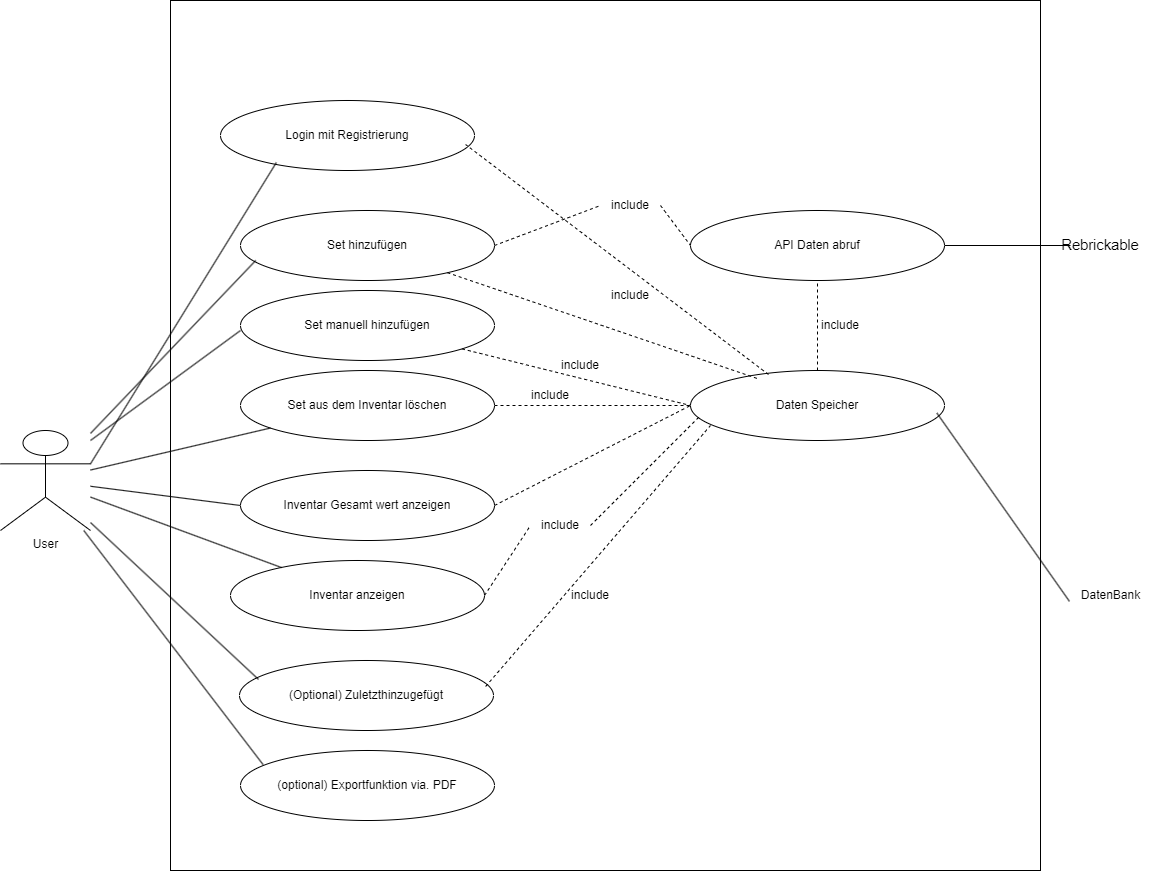 Login mit Registrierung
include
Set hinzufügen
API Daten abruf
Rebrickable
include
Set manuell hinzufügen
include
include
include
Set aus dem Inventar löschen
Daten Speicher
Inventar Gesamt wert anzeigen
include
User
Inventar anzeigen
include
DatenBank
(Optional) Zuletzthinzugefügt
(optional) Exportfunktion via. PDF